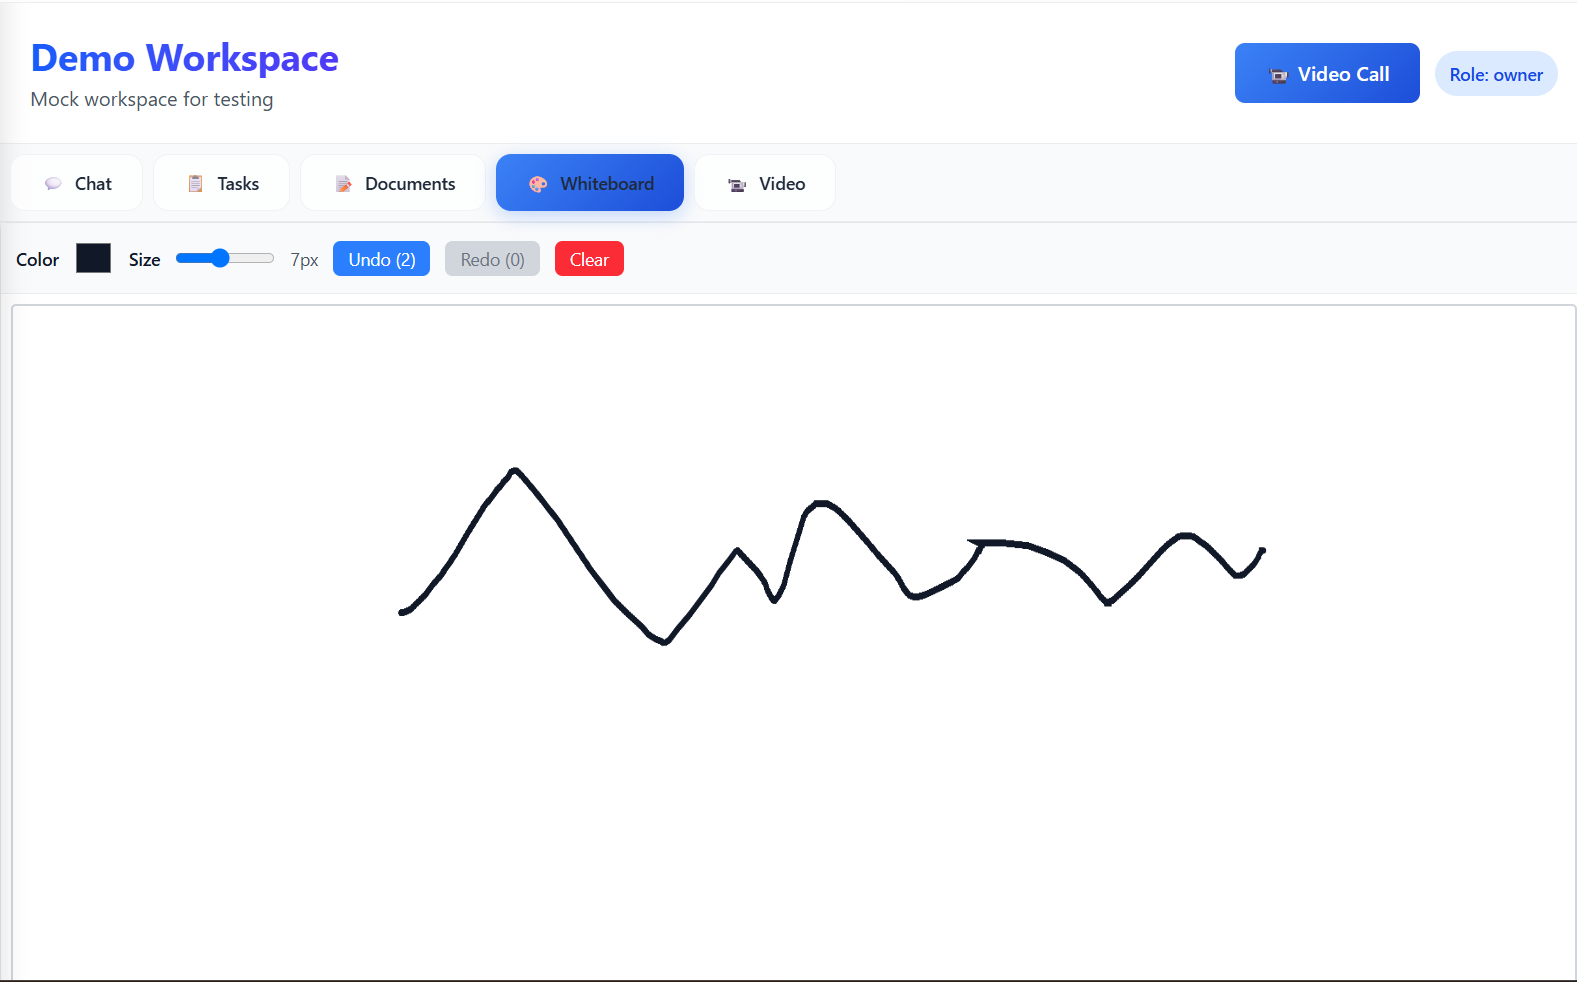 Demo Workspace
Mock workspace for testing
Video Call
Role: owner
Chat
Tasks
Documents
Whiteboard
Video
Color
Size
7px
Undo (2)
Redo (0)
Clear